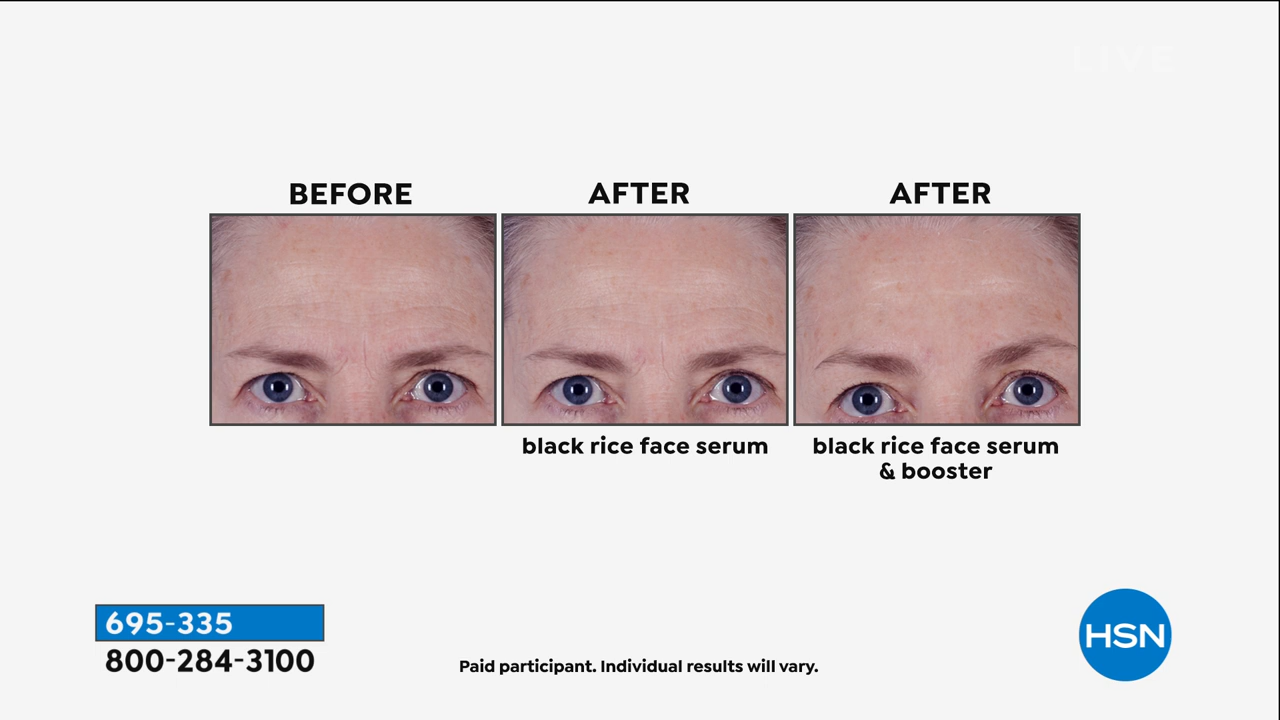 LIVE
BEFORE
AFTER
AFTER
black rice face serum
black rice face serum
& booster
695-335
800-284-3100
Paid participant. Individual results will vary.
HSN